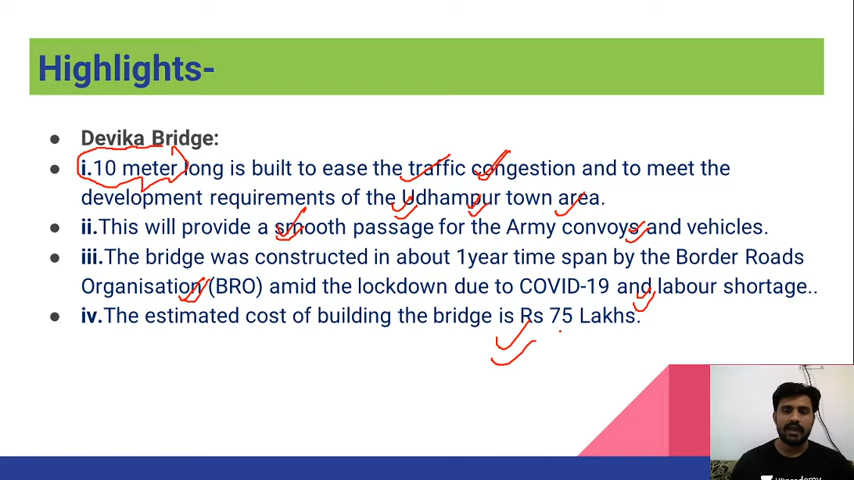 Highlights-
● Devika Bridge:
● i.10 meter long is built to ease the traffic congestion and to meet the
development requirements of the Udhampur town area.
● ii.This will provide a smooth passage for the Army convoys and vehicles.
● iii.The bridge was constructed in about 1year time span by the Border Roads
Organisation (BRO) amid the lockdown due to COVID-19 and labour shortage..
● iv.The estimated cost of building the bridge is Rs 75 Lakhs.